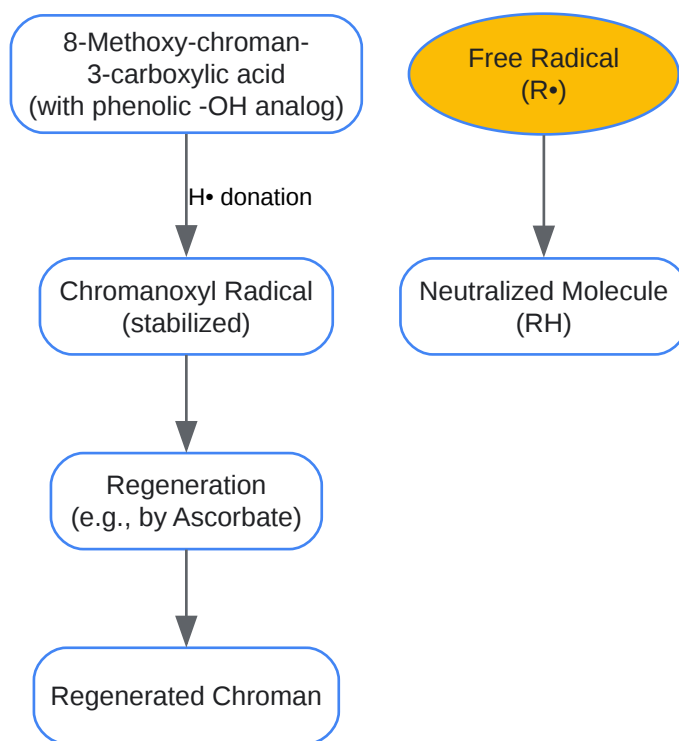 8-Methoxy-chroman-
3-carboxylic acid
(with phenolic -OH analog)
Free Radical
(R•)
H• donation
Chromanoxyl Radical
(stabilized)
Neutralized Molecule
(RH)
Regeneration
(e.g., by Ascorbate)
Regenerated Chroman